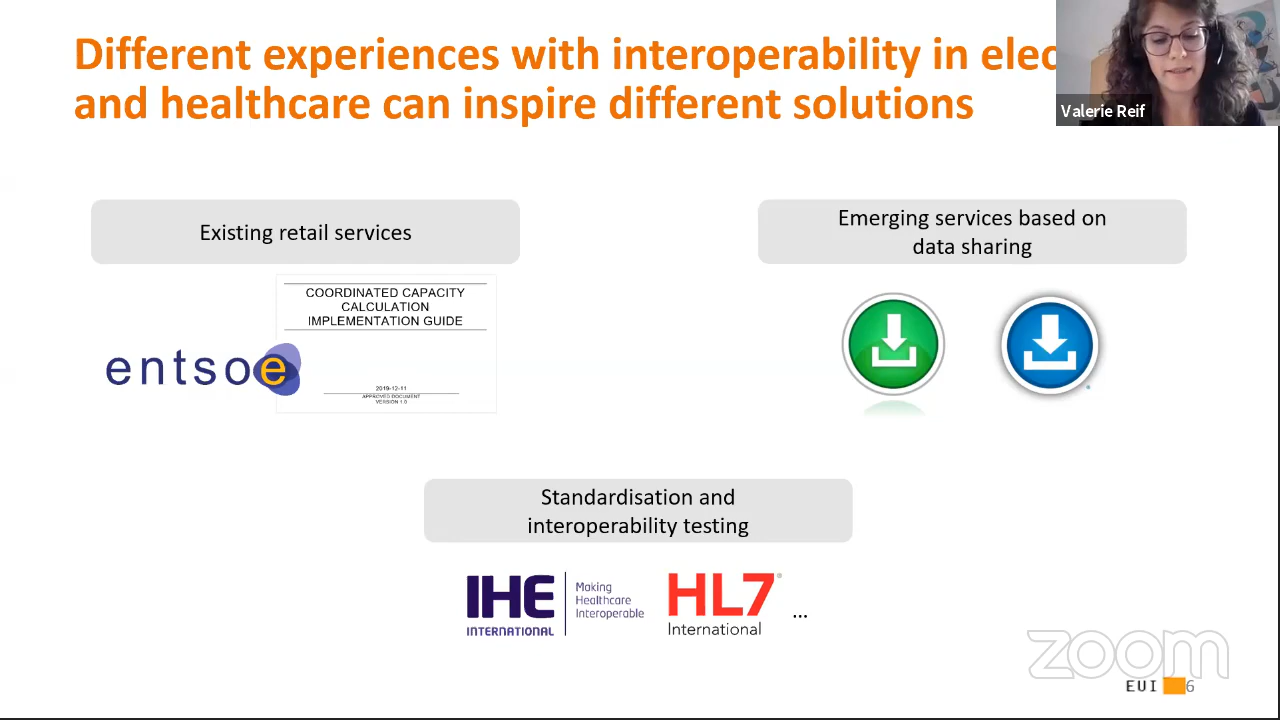 Different experiences with interoperability in elec
and healthcare can inspire different solutions
Valerie Reif
Existing retail services
Emerging services based on
data sharing
COORDINATED CAPACITY
CALCULATION
IMPLEMENTATION GUIDE
entsoe
2019-12-11
APPROVED DOCUMENT
VERSION 1.0
Standardisation and
interoperability testing
IHE
INTERNATIONAL
Making
Healthcare
Interoperable
HL7®
International
...
zoom
EUI 6